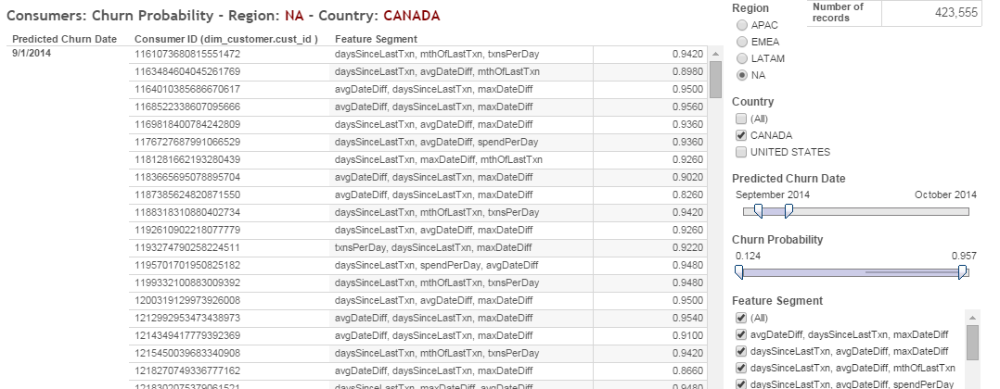 Consumers: Churn Probability - Region: NA - Country: CANADA
Predicted Churn Date Consumer ID (dim_customer.cust_id ) Feature Segment
9/1/2014 1161073680815551472 daysSinceLastTxn, mthOfLastTxn, txnsPerDay 0.9420
1163484604045261769 daysSinceLastTxn, avgDateDiff, mthOfLastTxn 0.8980
1164010385686670617 avgDateDiff, daysSinceLastTxn, maxDateDiff 0.9500
1168522338607095666 avgDateDiff, daysSinceLastTxn, maxDateDiff 0.9560
1169818400784242809 daysSinceLastTxn, avgDateDiff, maxDateDiff 0.9360
1176727687991066529 daysSinceLastTxn, avgDateDiff, spendPerDay 0.9360
1181281662193280439 daysSinceLastTxn, maxDateDiff, mthOfLastTxn 0.9260
1183665695078895704 avgDateDiff, daysSinceLastTxn, maxDateDiff 0.9020
1187385624820871550 avgDateDiff, daysSinceLastTxn, maxDateDiff 0.8260
1188318310880402734 daysSinceLastTxn, mthOfLastTxn, txnsPerDay 0.9420
1192610902218077779 daysSinceLastTxn, avgDateDiff, maxDateDiff 0.9260
1193274790258224511 txnsPerDay, daysSinceLastTxn, maxDateDiff 0.9220
1195701701950825182 daysSinceLastTxn, spendPerDay, avgDateDiff 0.9480
1199332100883009392 daysSinceLastTxn, mthOfLastTxn, txnsPerDay 0.9480
1200319129973926008 daysSinceLastTxn, avgDateDiff, maxDateDiff 0.9500
1212992953473438973 avgDateDiff, daysSinceLastTxn, maxDateDiff 0.9540
1214349417779392369 avgDateDiff, daysSinceLastTxn, maxDateDiff 0.9100
1215450039683340908 daysSinceLastTxn, mthOfLastTxn, txnsPerDay 0.9420
1218270749336777162 avgDateDiff, daysSinceLastTxn, maxDateDiff 0.8660
1218302075379061521 daysSinceLastTxn, maxDateDiff, avgDateDiff 0.9480
Region
APAC
EMEA
LATAM
NA
Number of
records
423,555
Country
(All)
CANADA
UNITED STATES
Predicted Churn Date
September 2014 October 2014
Churn Probability
0.124 0.957
Feature Segment
(All)
avgDateDiff, daysSinceLastTxn, maxDateDiff
daysSinceLastTxn, avgDateDiff, maxDateDiff
daysSinceLastTxn, avgDateDiff, mthOfLastTxn
daysSinceLastTxn, avgDateDiff, spendPerDay